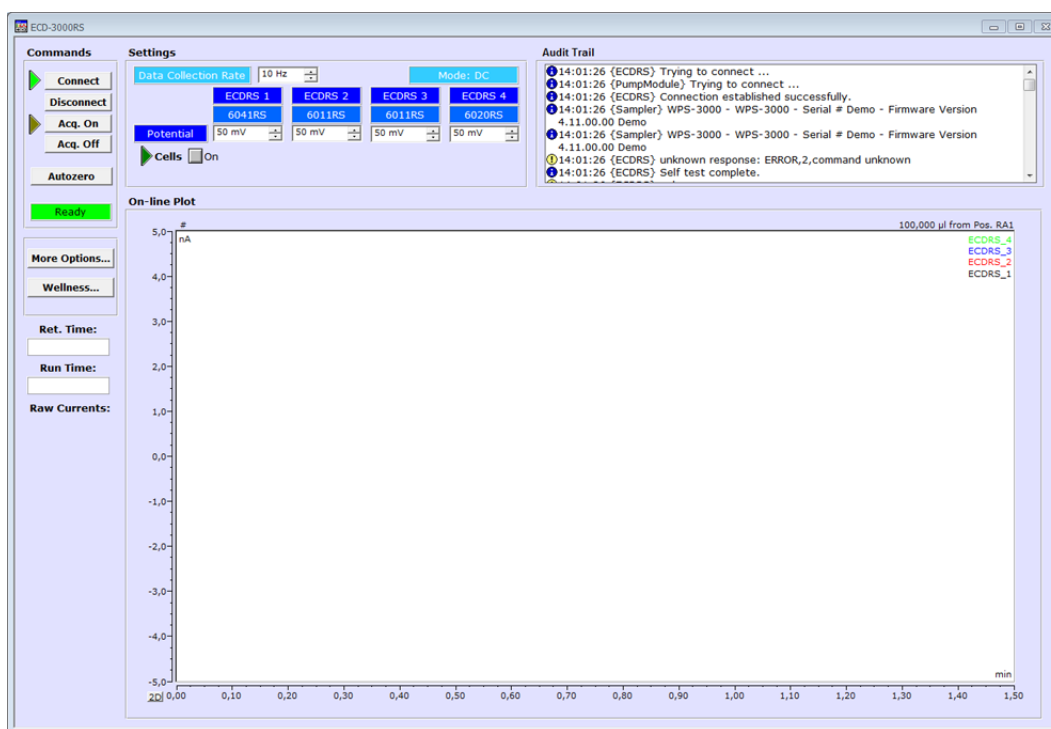 ECD-3000RS
Commands
Connect
Disconnect
Acq. On
Acq. Off
Autozero
Ready
More Options...
Wellness...
Ret. Time:
Run Time:
Raw Currents:
Settings
Data Collection Rate 10 Hz Mode: DC
ECDRS 1 ECDRS 2 ECDRS 3 ECDRS 4
6041RS 6011RS 6011RS 6020RS
Potential 50 mV 50 mV 50 mV 50 mV
Cells On
Audit Trail
14:01:26 {ECDRS} Trying to connect ...
14:01:26 {PumpModule} Trying to connect ...
14:01:26 {ECDRS} Connection established successfully.
14:01:26 {Sampler} WPS-3000 - WPS-3000 - Serial # Demo - Firmware Version
4.11.00.00 Demo
14:01:26 {Sampler} WPS-3000 - WPS-3000 - Serial # Demo - Firmware Version
4.11.00.00 Demo
14:01:26 {ECDRS} unknown response: ERROR,2,command unknown
14:01:26 {ECDRS} Self test complete.
On-line Plot
# 100,000 µl from Pos. RA1
nA
ECDRS_4
ECDRS_3
ECDRS_2
ECDRS_1
5,0
4,0
3,0
2,0
1,0
0,0
-1,0
-2,0
-3,0
-4,0
-5,0
min
2D 0,00 0,10 0,20 0,30 0,40 0,50 0,60 0,70 0,80 0,90 1,00 1,10 1,20 1,30 1,40 1,50